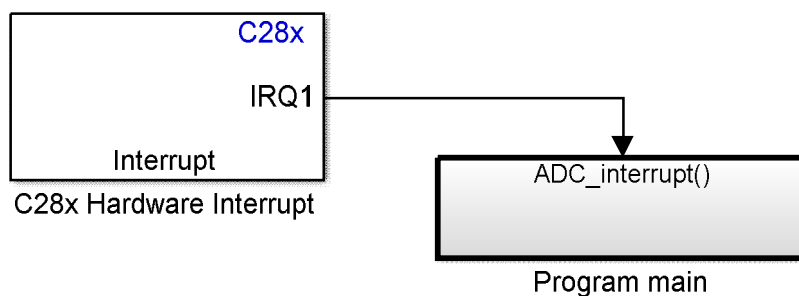 C28x
IRQ1
Interrupt
C28x Hardware Interrupt
ADC_interrupt()
Program main